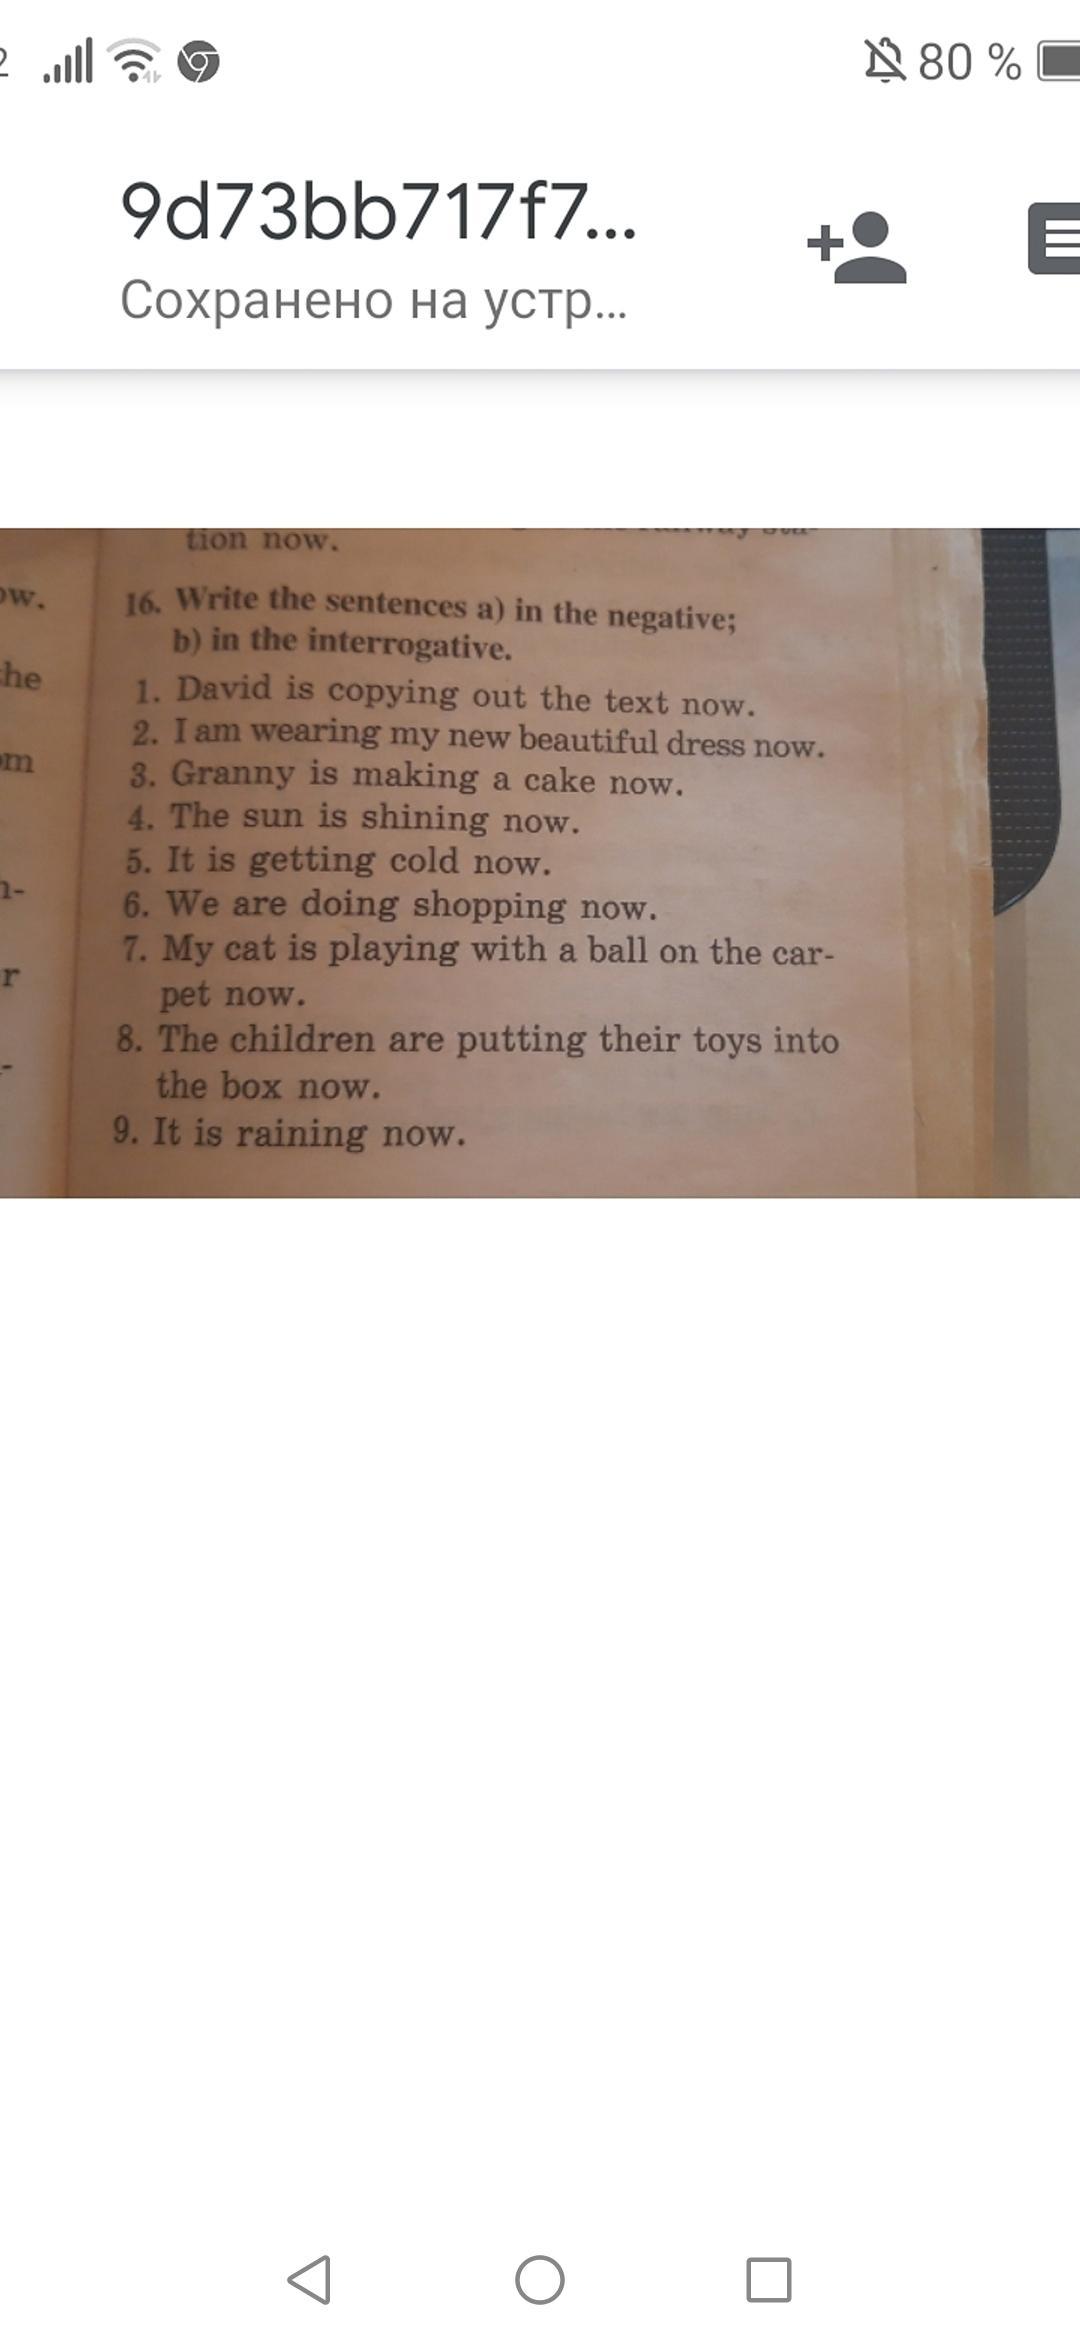 80 %
9d73bb717f7...
Сохранено на устр...
tion now.
ow.
16. Write the sentences a) in the negative;
b) in the interrogative.
he
1. David is copying out the text now.
2. I am wearing my new beautiful dress now.
om
3. Granny is making a cake now.
4. The sun is shining now.
5. It is getting cold now.
6. We are doing shopping now.
7. My cat is playing with a ball on the car-
r
pet now.
8. The children are putting their toys into
the box now.
9. It is raining now.